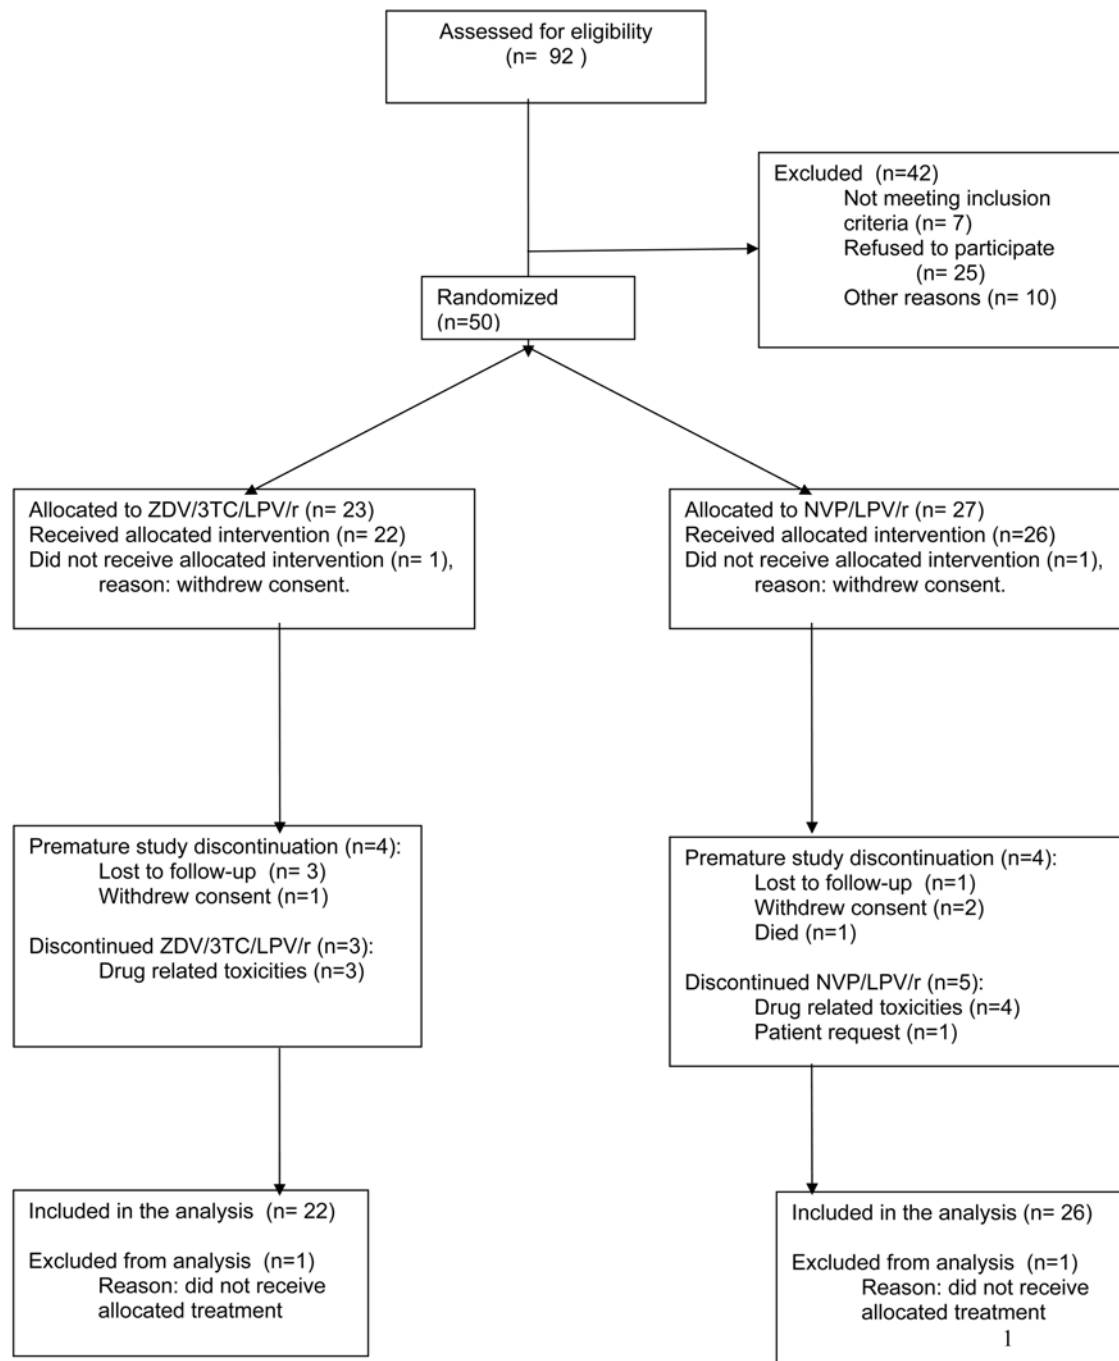 Assessed for eligibility
(n= 92 )
Excluded (n=42)
Not meeting inclusion
criteria (n= 7)
Refused to participate
(n= 25)
Other reasons (n= 10)
Randomized
(n=50)
Allocated to ZDV/3TC/LPV/r (n= 23)
Received allocated intervention (n= 22)
Did not receive allocated intervention (n= 1),
reason: withdrew consent.
Allocated to NVP/LPV/r (n= 27)
Received allocated intervention (n=26)
Did not receive allocated intervention (n=1),
reason: withdrew consent.
Premature study discontinuation (n=4):
Lost to follow-up (n= 3)
Withdrew consent (n=1)
Discontinued ZDV/3TC/LPV/r (n=3):
Drug related toxicities (n=3)
Premature study discontinuation (n=4):
Lost to follow-up (n=1)
Withdrew consent (n=2)
Died (n=1)
Discontinued NVP/LPV/r (n=5):
Drug related toxicities (n=4)
Patient request (n=1)
Included in the analysis (n= 22)
Excluded from analysis (n=1)
Reason: did not receive
allocated treatment
Included in the analysis (n= 26)
Excluded from analysis (n=1)
Reason: did not receive
allocated treatment
1